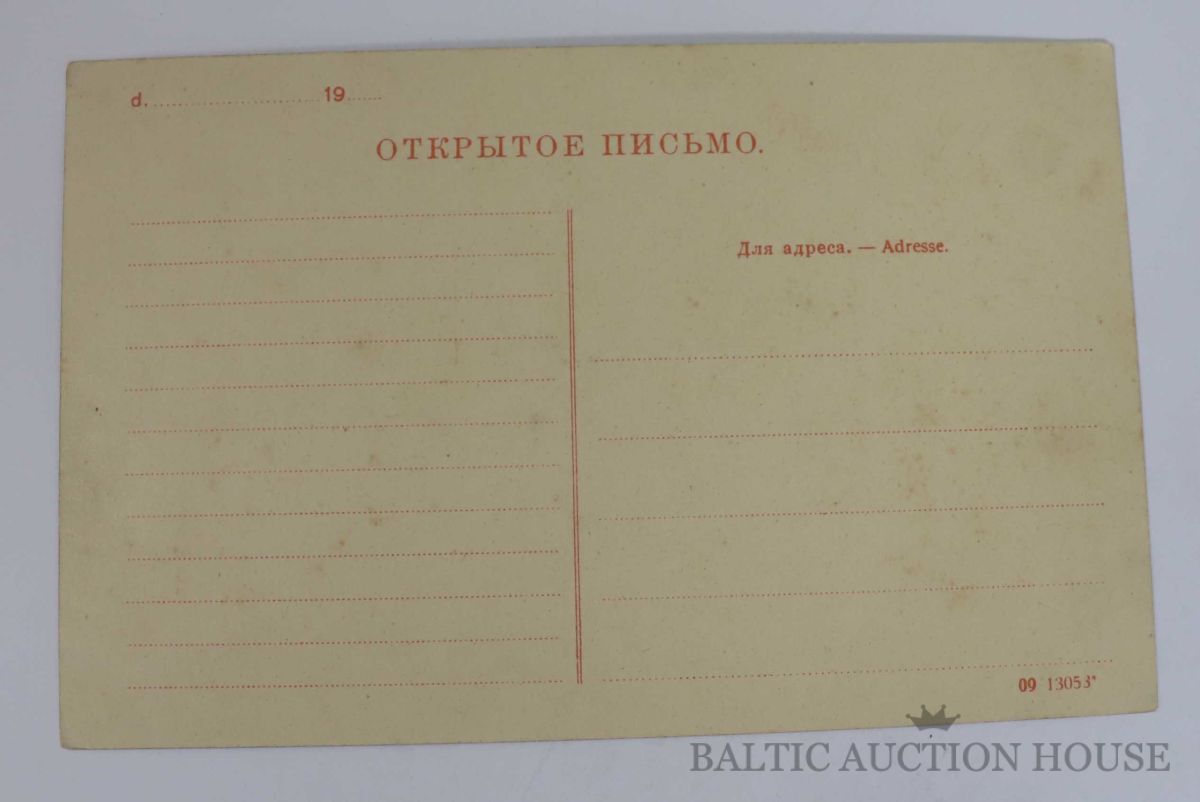 d. 19
ОТКРЫТОЕ ПИСЬМО.
Для адреса. — Adresse.
09 13053*
BALTIC AUCTION HOUSE